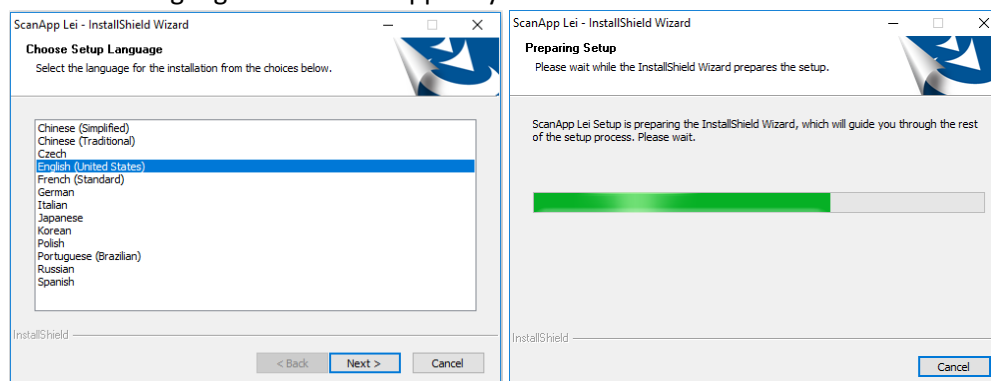 ScanApp Lei - InstallShield Wizard
Choose Setup Language
Select the language for the installation from the choices below.
Chinese (Simplified)
Chinese (Traditional)
Czech
English (United States)
French (Standard)
German
Italian
Japanese
Korean
Polish
Portuguese (Brazilian)
Russian
Spanish
InstallShield
< Back Next > Cancel
ScanApp Lei - InstallShield Wizard
Preparing Setup
Please wait while the InstallShield Wizard prepares the setup.
ScanApp Lei Setup is preparing the InstallShield Wizard, which will guide you through the rest
of the setup process. Please wait.
InstallShield
Cancel